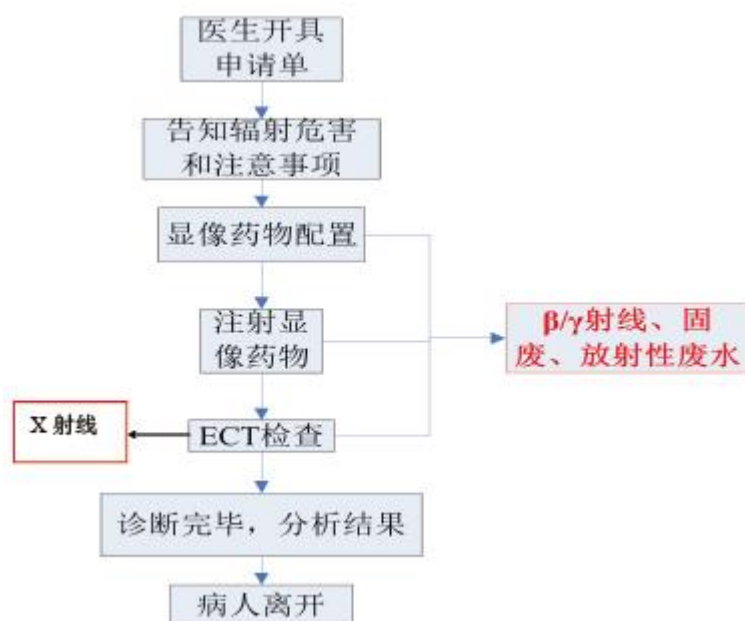 医生开具
申请单
告知辐射危害
和注意事项
显像药物配置
注射显
像药物
β/γ射线、固
废、放射性废水
X 射线
ECT检查
诊断完毕，分析结果
病人离开